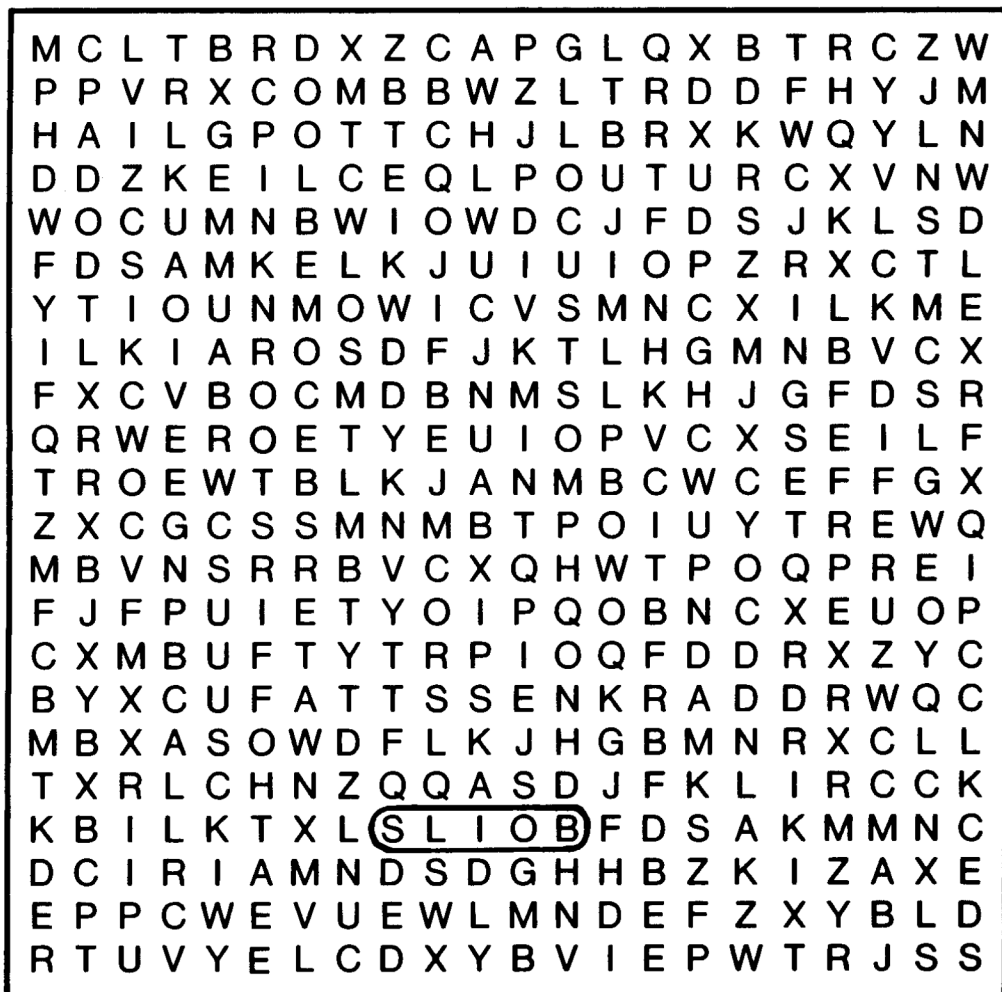 M C L T B R D X Z C A P G L Q X B T R C Z W
P P V R X C O M B B W Z L T R D D F H Y J M
H A I L G P O T T C H J L B R X K W Q Y L N
D D Z K E I L C E Q L P O U T U R C X V N W
W O C U M N B W I O W D C J F D S J K L S D
F D S A M K E L K J U I U I O P Z R X C T L
Y T I O U N M O W I C V S M N C X I L K M E
I L K I A R O S D F J K T L H G M N B V C X
F X C V B O C M D B N M S L K H J G F D S R
Q R W E R O E T Y E U I O P V C X S E I L F
T R O E W T B L K J A N M B C W C E F F G X
Z X C G C S S M N M B T P O I U Y T R E W Q
M B V N S R R B V C X Q H W T P O Q P R E I
F J F P U I E T Y O I P Q O B N C X E U O P
C X M B U F T Y T R P I O Q F D D R X Z Y C
B Y X C U F A T T S S E N K R A D D R W Q C
M B X A S O W D F L K J H G B M N R X C L L
T X R L C H N Z Q Q A S D J F K L I R C C K
K B I L K T X L S L I O B F D S A K M M N C
D C I R I A M N D S D G H H B Z K I Z A X E
E P P C W E V U E W L M N D E F Z X Y B L D
R T U V Y E L C D X Y B V I E P W T R J S S